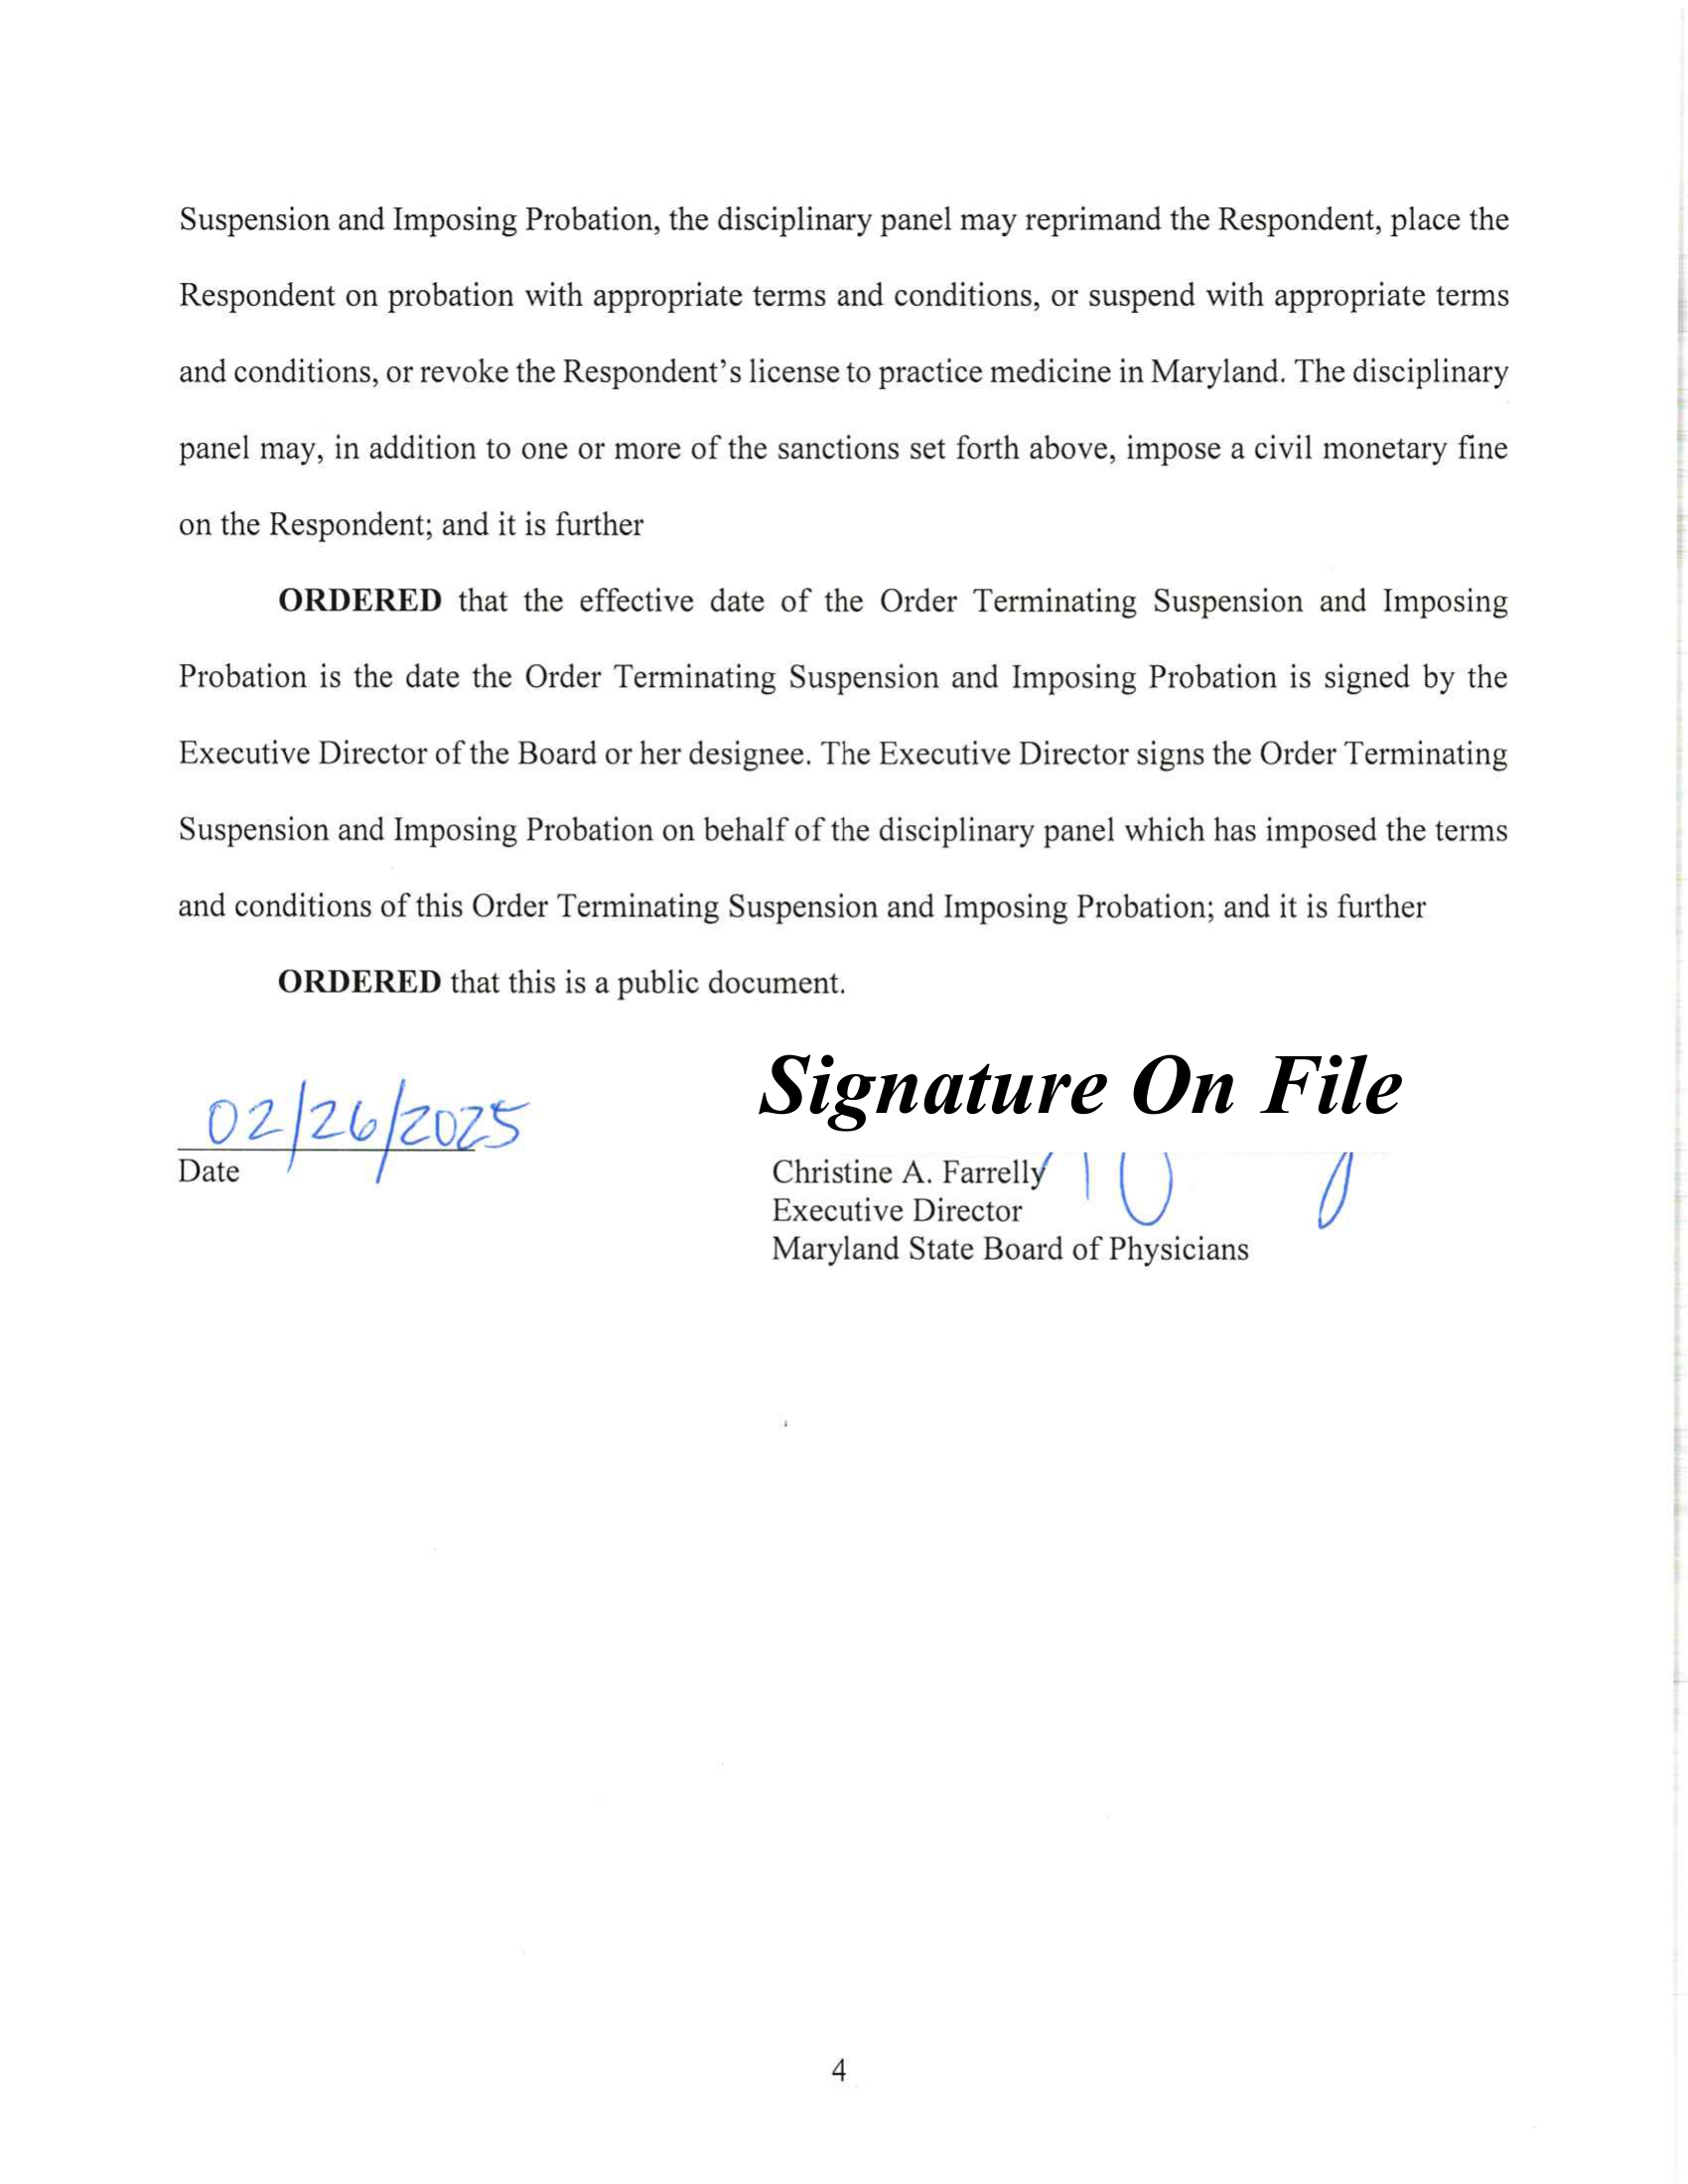 Suspension and Imposing Probation, the disciplinary panel may reprimand the Respondent, place the
Respondent on probation with appropriate terms and conditions, or suspend with appropriate terms
and conditions, or revoke the Respondent's license to practice medicine in Maryland. The disciplinary
panel may, in addition to one or more of the sanctions set forth above, impose a civil monetary fine
on the Respondent; and it is further
ORDERED that the effective date of the Order Terminating Suspension and Imposing
Probation is the date the Order Terminating Suspension and Imposing Probation is signed by the
Executive Director of the Board or her designee. The Executive Director signs the Order Terminating
Suspension and Imposing Probation on behalf of the disciplinary panel which has imposed the terms
and conditions of this Order Terminating Suspension and Imposing Probation; and it is further
ORDERED that this is a public document.
02/26/2025
Date
Signature On File
Christine A. Farrelly
Executive Director
Maryland State Board of Physicians
4